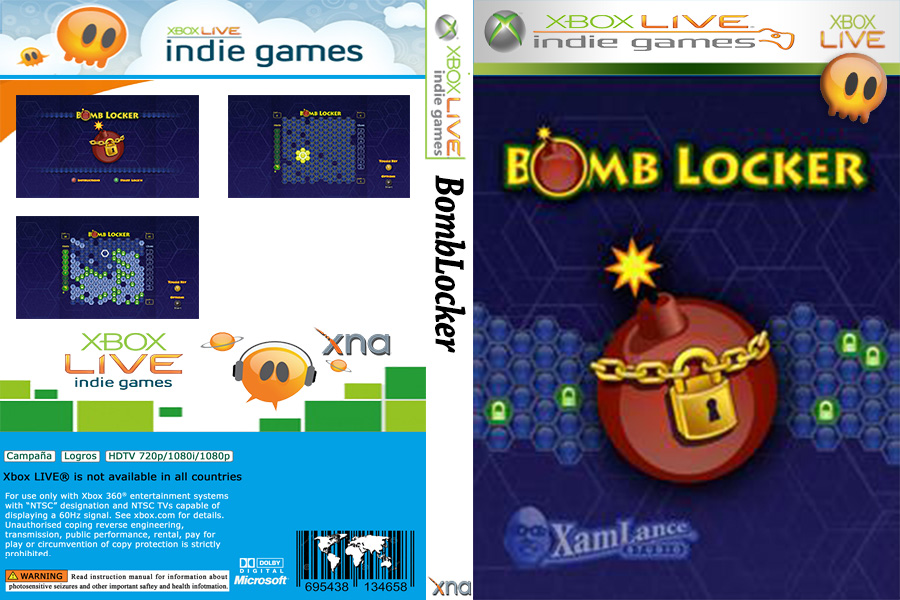 XBOX LIVE
indie games
BOMB LOCKER
BOMB LOCKER
BOMB LOCKER
XBOX LIVE
indie games
xna
Campaña Logros HDTV 720p/1080i/1080p
Xbox LIVE® is not available in all countries
For use only with Xbox 360® entertainment systems
with “NTSC” designation and NTSC TVs capable of
displaying a 60Hz signal. See xbox.com for details.
Unauthorised coping reverse engineering,
transmission, public performance, rental, pay for
play or circumvention of copy protection is strictly
prohibited.
WARNING Read instruction manual for information about
photosensitive seizures and other important saftey and health infotmation.
DOLBY
DIGITAL
Microsoft
695438 134658
XBOX LIVE
indie games
BombLocker
xna
XBOX LIVE
indie games
XBOX
LIVE
BOMB LOCKER
XAMLANCE
STUDIO